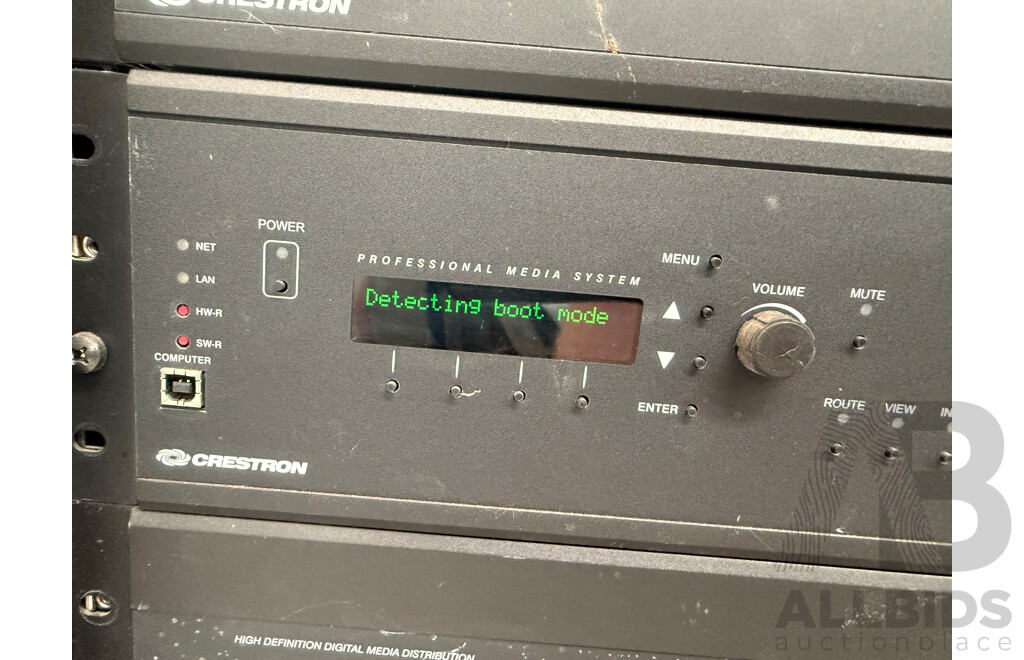 CRESTRON
POWER
NET
LAN
HW-R
SW-R
COMPUTER
PROFESSIONAL MEDIA SYSTEM
Detecting boot mode
MENU
ENTER
VOLUME
MUTE
ROUTE
VIEW
CRESTRON
HIGH DEFINITION DIGITAL MEDIA DISTRIBUTION
AB
ALLBIDS
auctionplace